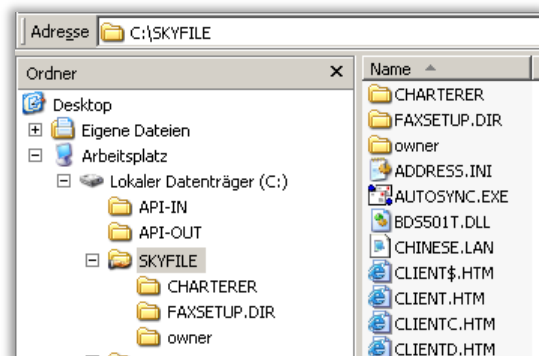 Adresse C:\SKYFILE
Ordner
Desktop
Eigene Dateien
Arbeitsplatz
Lokaler Datenträger (C:)
API-IN
API-OUT
SKYFILE
CHARTERER
FAXSETUP.DIR
owner
Name
CHARTERER
FAXSETUP.DIR
owner
ADDRESS.INI
AUTOSYNC.EXE
BDS501T.DLL
CHINESE.LAN
CLIENT$.HTM
CLIENT.HTM
CLIENTC.HTM
CLIENTD.HTM